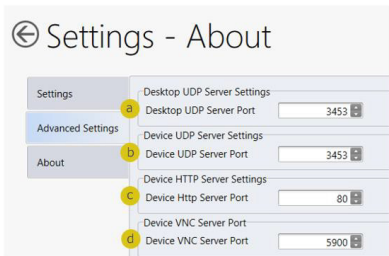 Settings - About
Settings
Advanced Settings
About
Desktop UDP Server Settings
a Desktop UDP Server Port 3453
Device UDP Server Settings
b Device UDP Server Port 3453
Device HTTP Server Settings
c Device Http Server Port 80
Device VNC Server Port
d Device VNC Server Port 5900